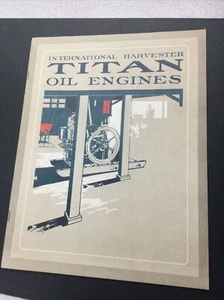 INTERNATIONAL HARVESTER
TITAN
OIL ENGINES